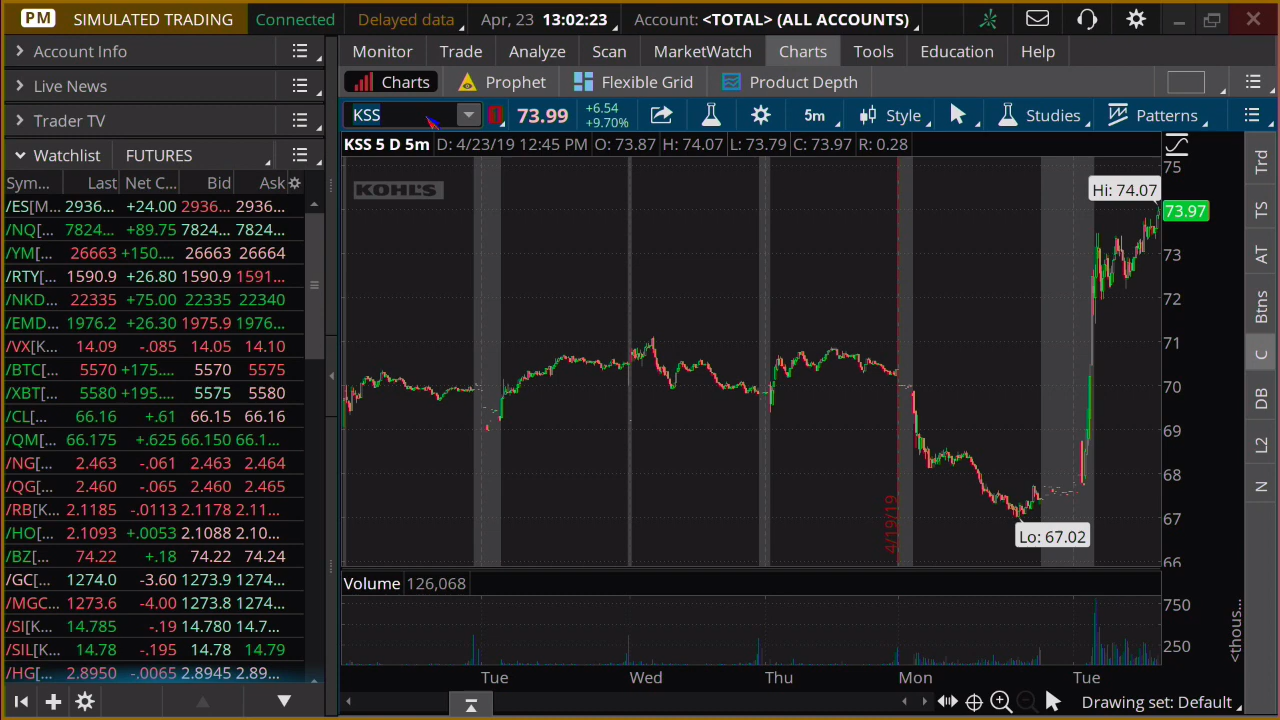 PM SIMULATED TRADING Connected Delayed data Apr, 23 13:02:23 Account: <TOTAL> (ALL ACCOUNTS)
Account Info
Live News
Trader TV
Watchlist FUTURES
Sym... Last Net C... Bid Ask
/ES[M... 2936... +24.00 2936... 2936...
/NQ[... 7824... +89.75 7824... 7824...
/YM[... 26663 +150.... 26663 26664
/RTY[... 1590.9 +26.80 1590.9 1591...
/NKD... 22335 +75.00 22335 22340
/EMD... 1976.2 +26.30 1975.9 1976...
/VX[K... 14.09 -.085 14.05 14.10
/BTC... 5570 +175.... 5570 5575
/XBT... 5580 +195.... 5575 5580
/CL[... 66.16 +.61 66.15 66.16
/QM[... 66.175 +.625 66.150 66.1...
/NG[... 2.463 -.061 2.463 2.464
/QG[... 2.460 -.065 2.460 2.465
/RB[K... 2.1185 -.0113 2.1178 2.11...
/HO[... 2.1093 +.0053 2.1088 2.10...
/BZ[... 74.22 +.18 74.22 74.24
/GC[... 1274.0 -3.60 1273.9 1274...
/MGC... 1273.6 -4.00 1273.8 1274...
/SI[K... 14.785 -.19 14.780 14.7...
/SIL[K... 14.78 -.195 14.78 14.79
/HG[... 2.8950 -.0065 2.8945 2.89...
Monitor Trade Analyze Scan MarketWatch Charts Tools Education Help
Charts Prophet Flexible Grid Product Depth
KSS 73.99 +6.54 +9.70% 5m Style Studies Patterns
KSS 5 D 5m D: 4/23/19 12:45 PM O: 73.87 H: 74.07 L: 73.79 C: 73.97 R: 0.28
KOHL'S
Hi: 74.07
Lo: 67.02
4/19/19
75
73.97
73
72
71
70
69
68
67
66
Volume 126,068
750
250
<thous...
Tue Wed Thu Mon Tue
Drawing set: Default
Trd
TS
AT
Btns
C
DB
L2
N